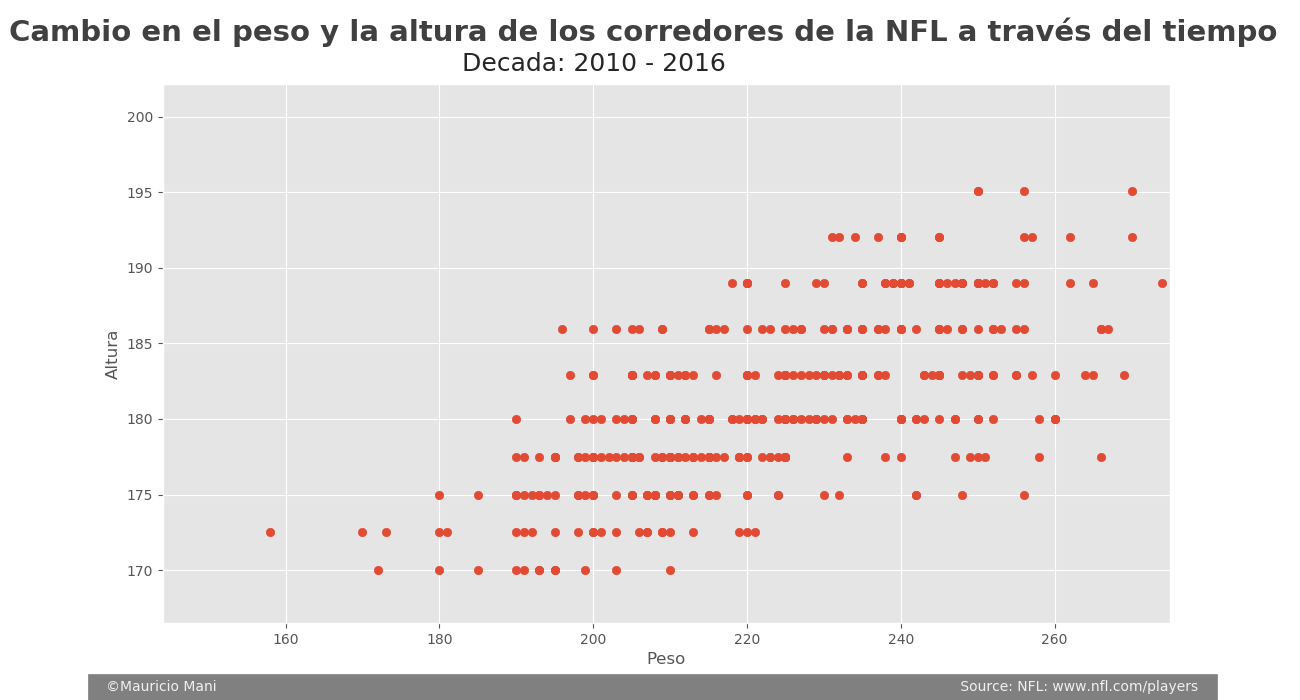 Cambio en el peso y la altura de los corredores de la NFL a través del tiempo
Decada: 2010 - 2016
200
195
190
185
180
175
170
Altura
160 180 200 220 240 260
Peso
©Mauricio Mani Source: NFL: www.nfl.com/players